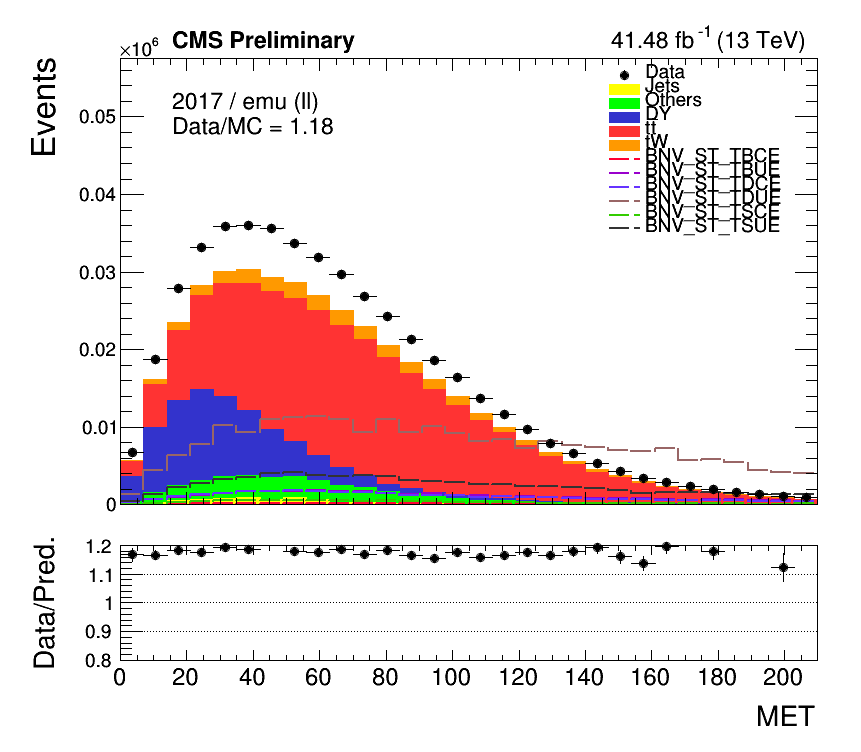 ×10⁶ CMS Preliminary 41.48 fb⁻¹ (13 TeV)
Events
2017 / emu (ll)
Data/MC = 1.18
Data
Jets
Others
DY
tt
tW
BNV_ST_TBCE
BNV_ST_TBUE
BNV_ST_TDCE
BNV_ST_TDUE
BNV_ST_TSCE
BNV_ST_TSUE
0.05
0.04
0.03
0.02
0.01
0
Data/Pred.
1.2
1.1
1
0.9
0.8
0 20 40 60 80 100 120 140 160 180 200
MET